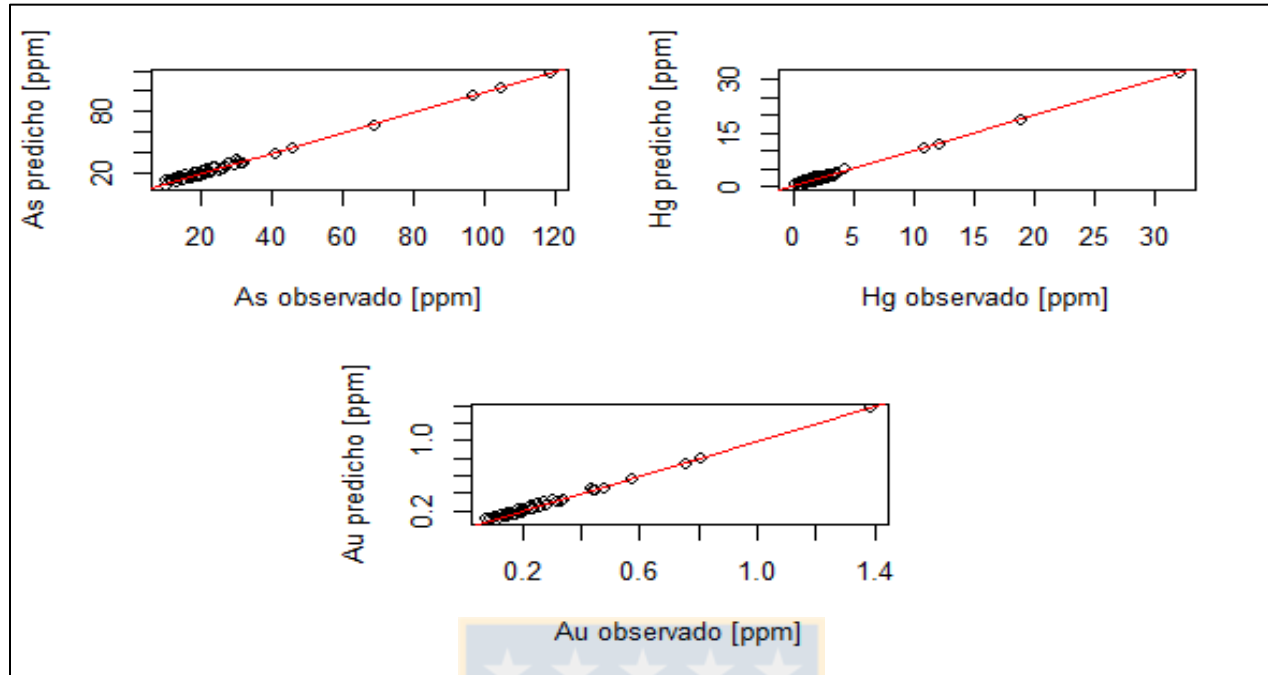 As predicho [ppm]
80
20
20 40 60 80 100 120
As observado [ppm]
Hg predicho [ppm]
30
15
0
0 5 10 15 20 25 30
Hg observado [ppm]
Au predicho [ppm]
1.0
0.2
0.2 0.6 1.0 1.4
Au observado [ppm]